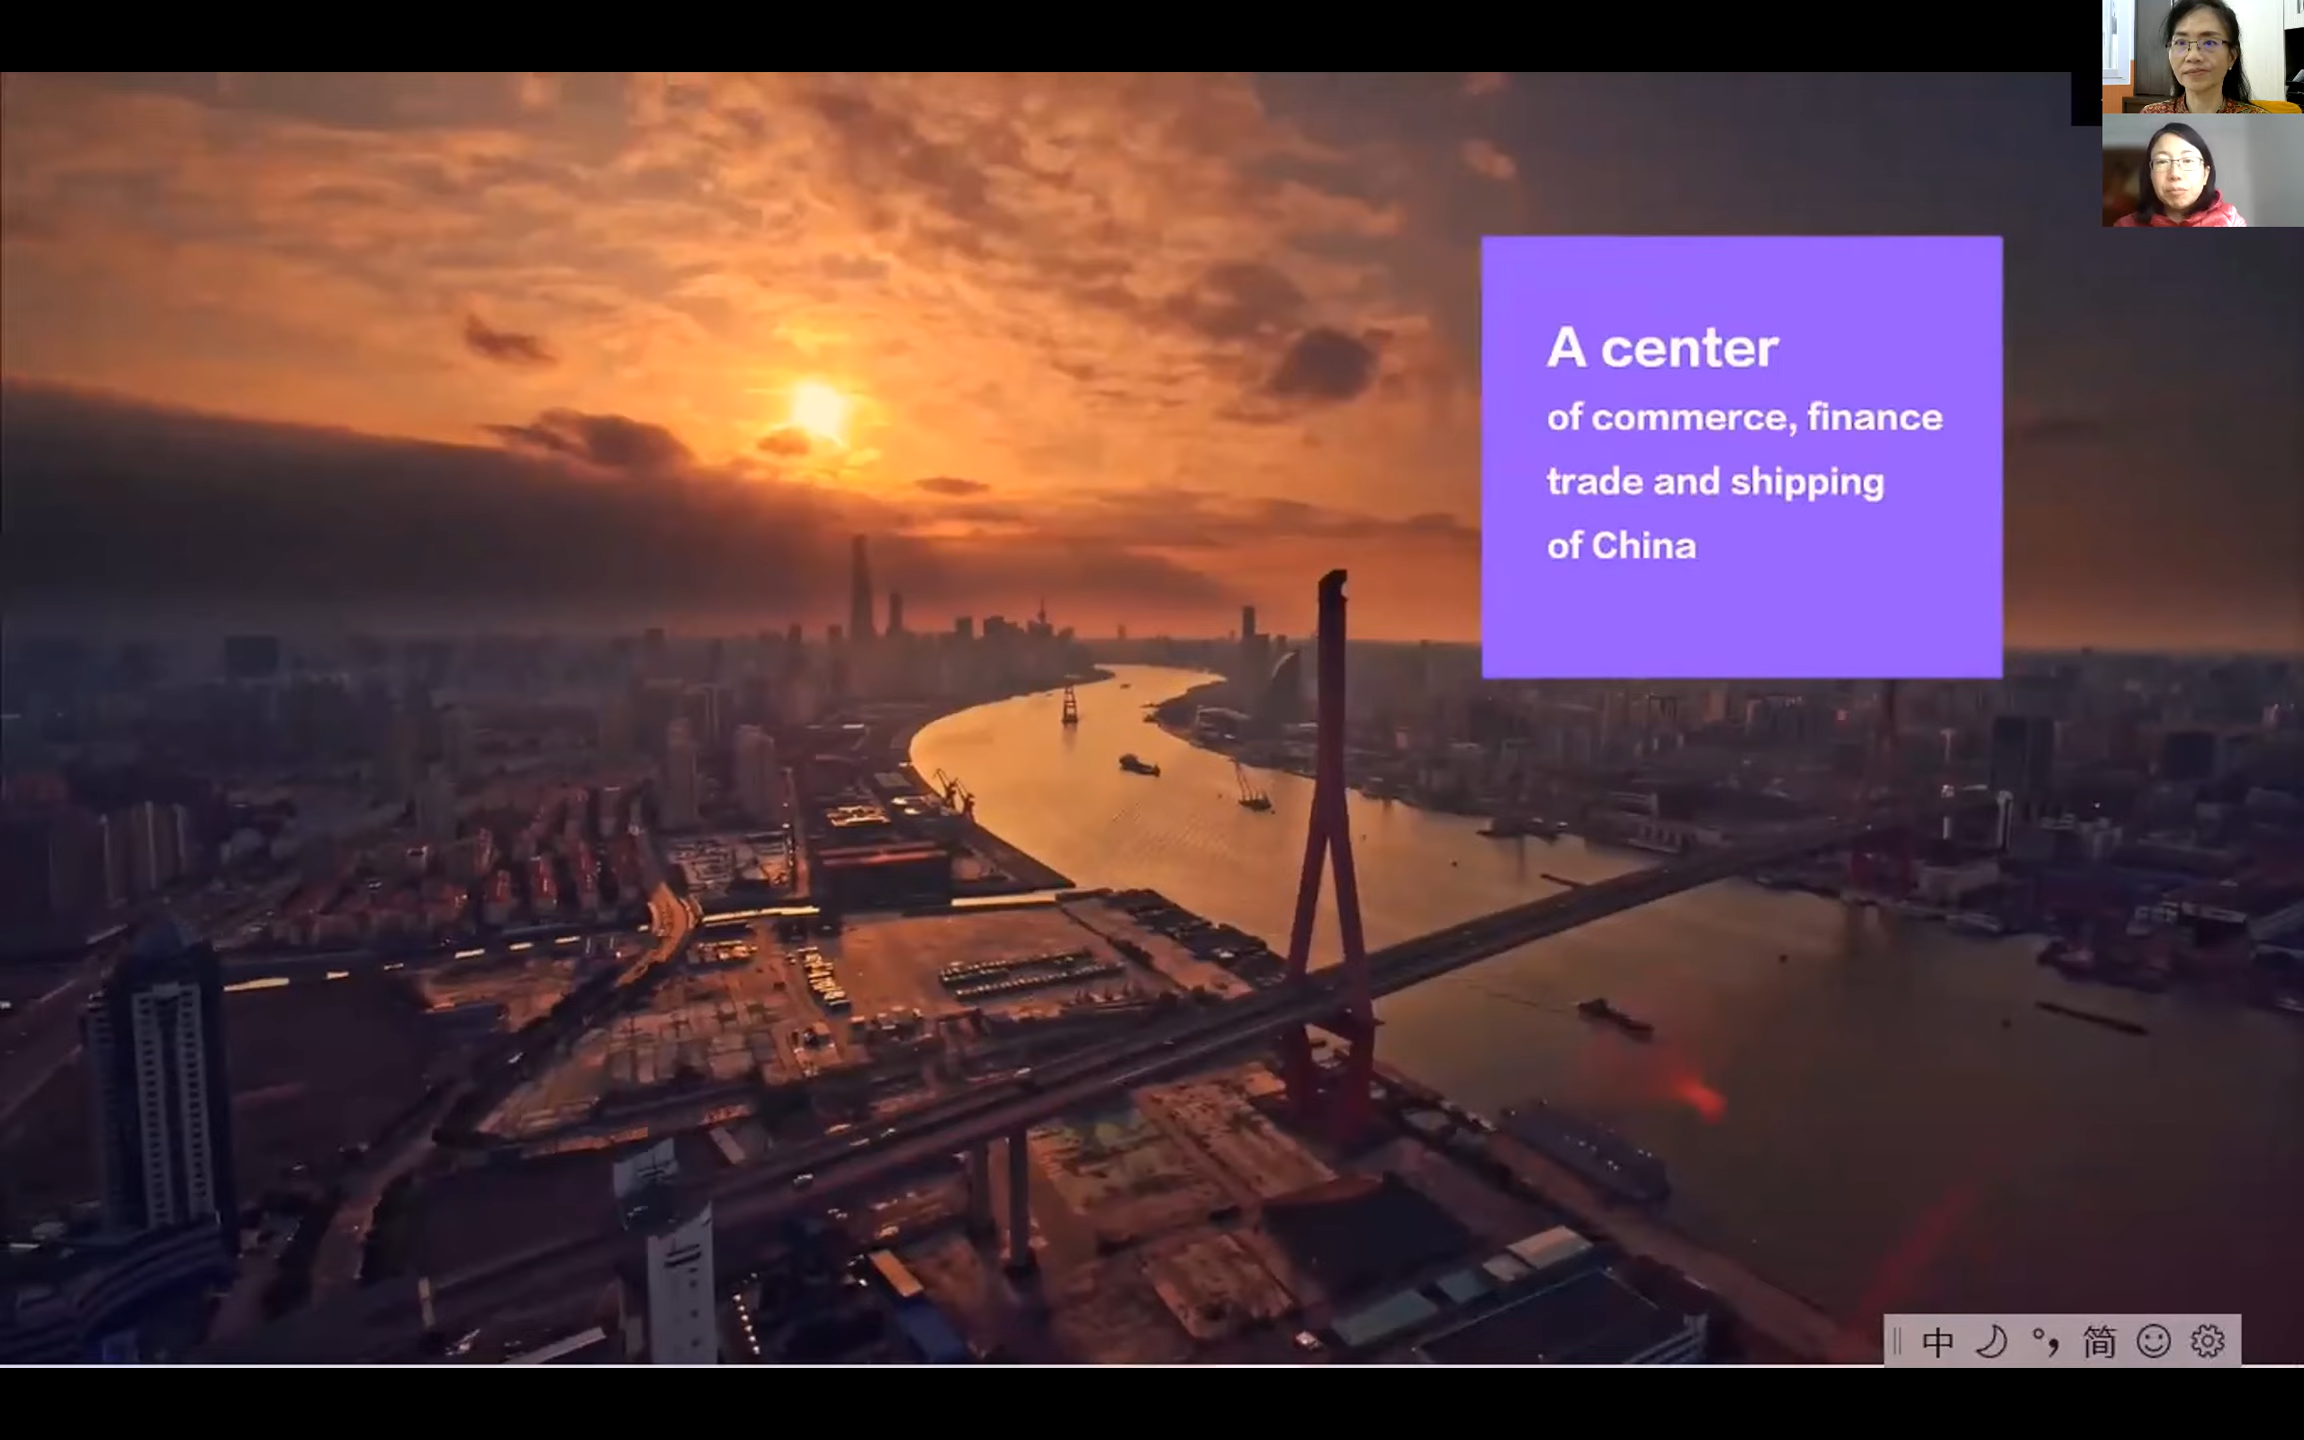 A center
of commerce, finance
trade and shipping
of China
中 °, 简